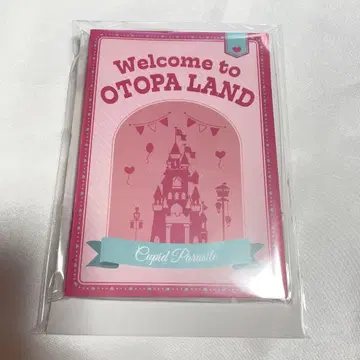 Welcome to
OTOPA LAND
Cupid Parasite